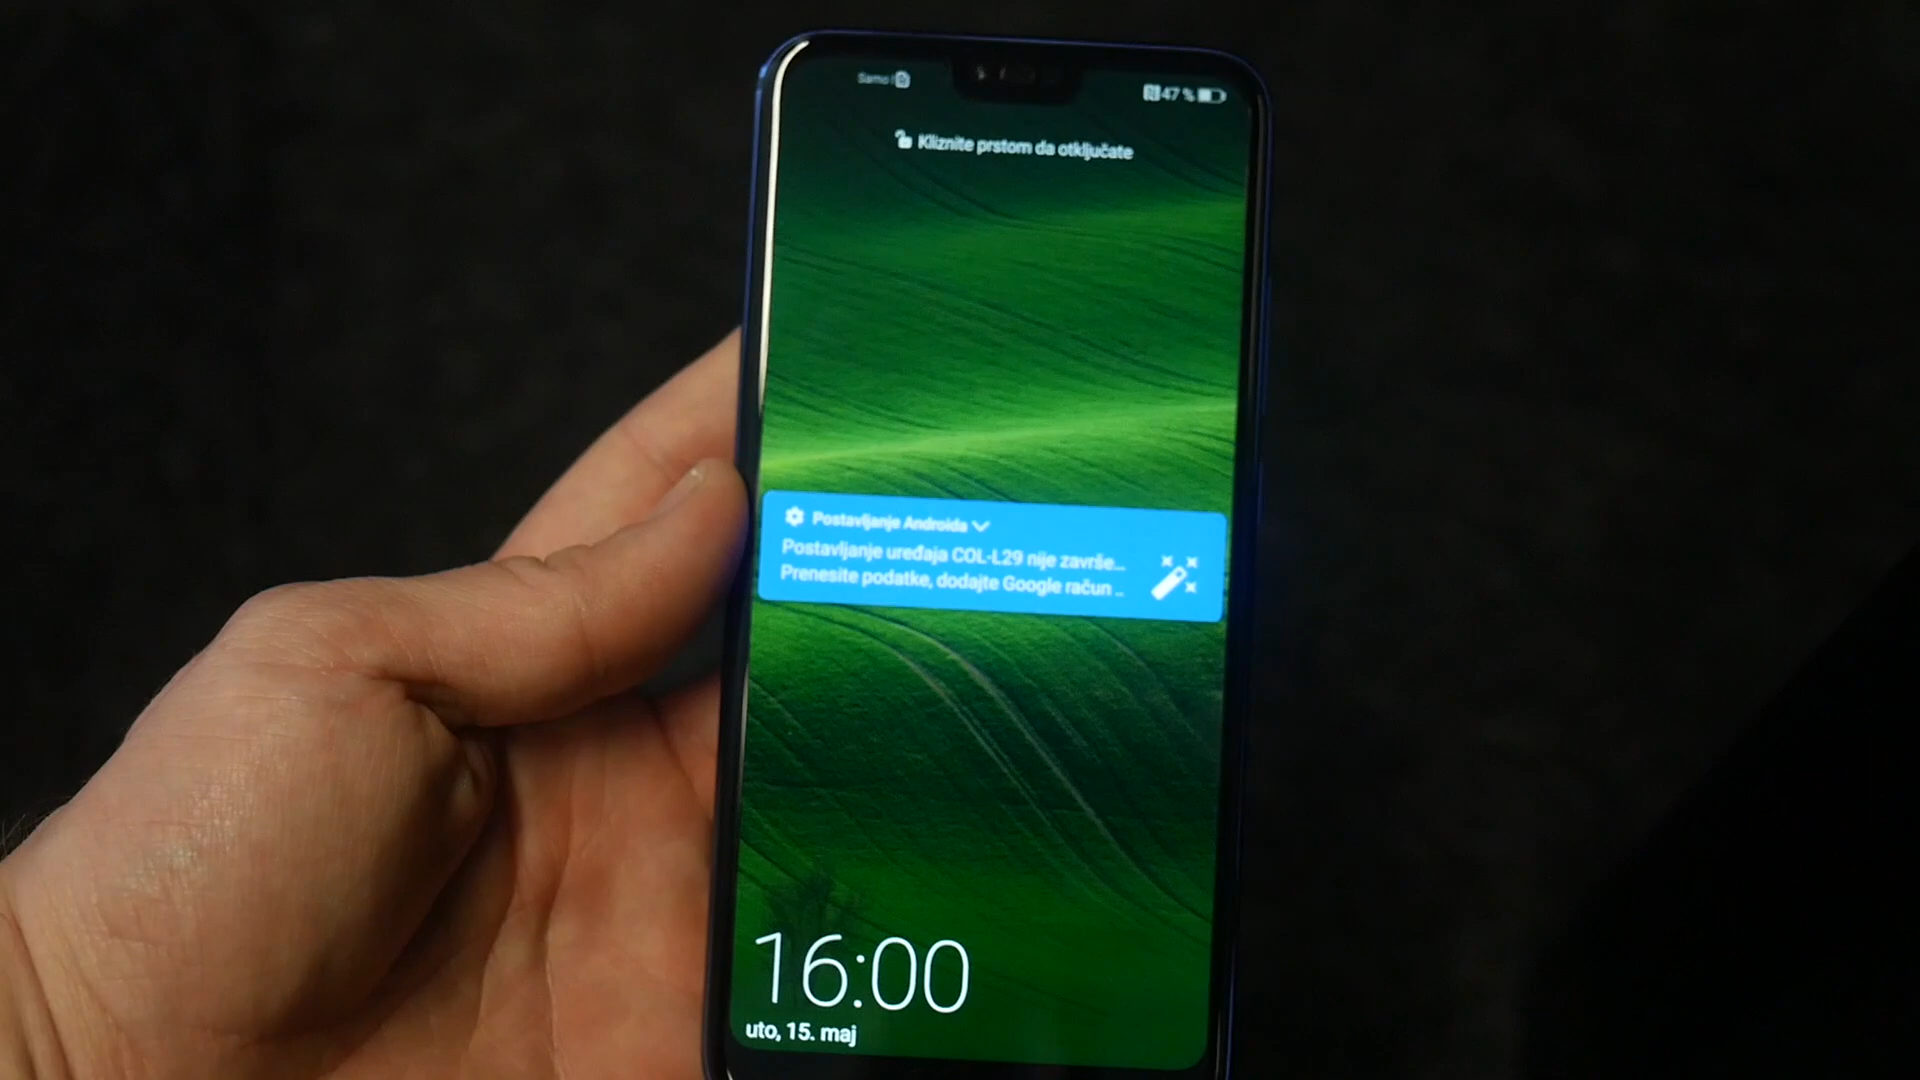 Samo
47 %
Kliznite prstom da otključate
Postavljanje Androida
Postavljanje uređaja COL-L29 nije završe...
Prenesite podatke, dodajte Google račun ..
16:00
uto, 15. maj